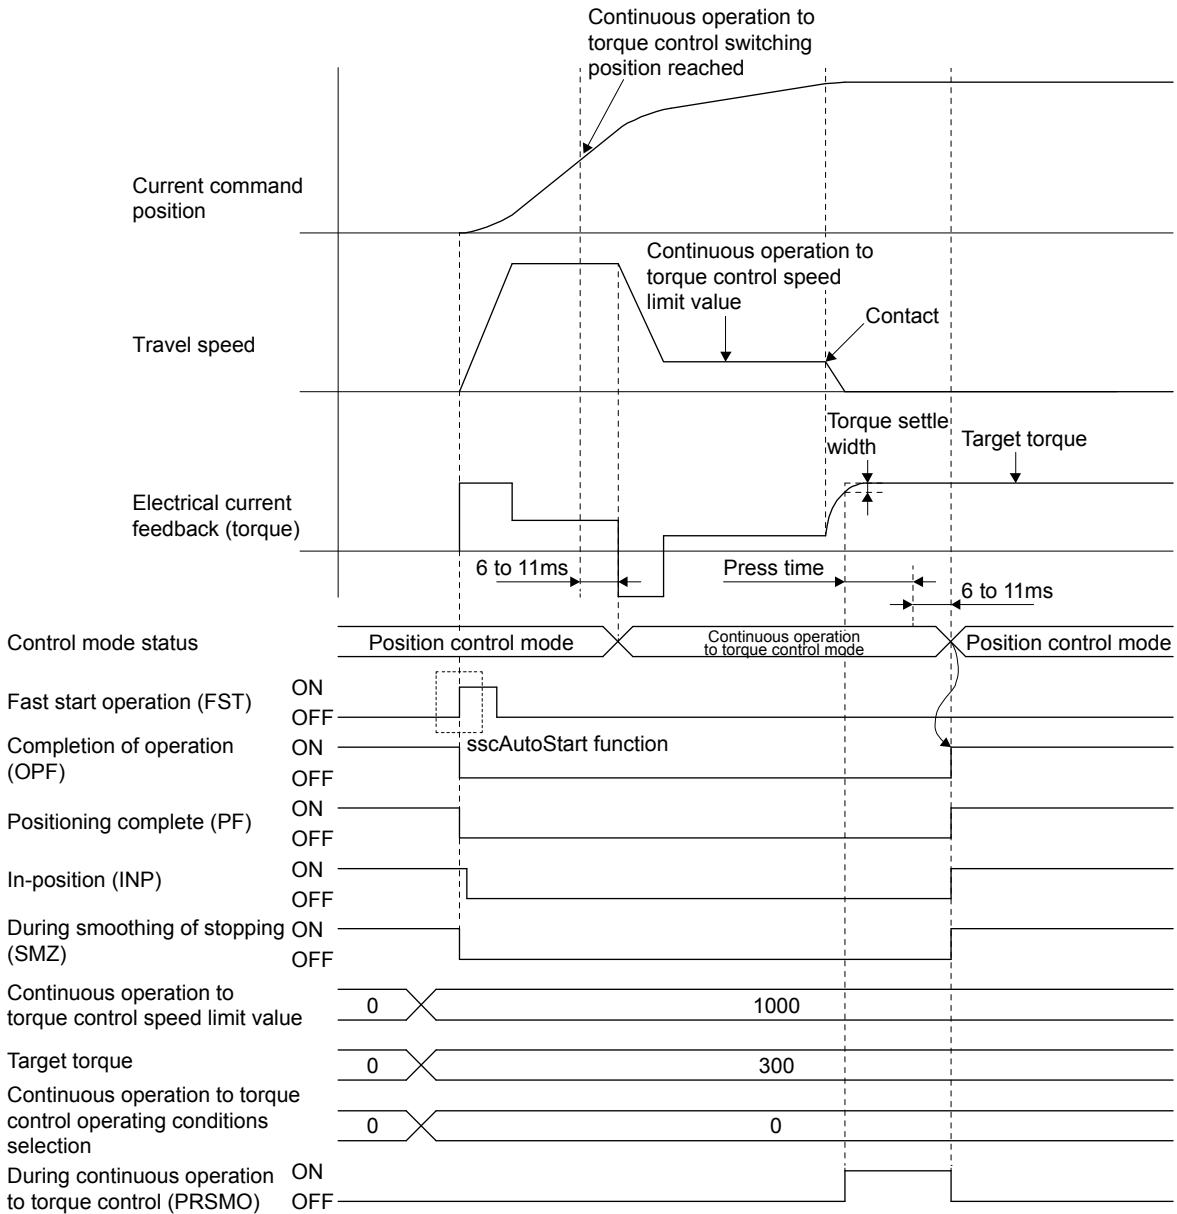 Continuous operation to
torque control switching
position reached
Current command
position
Continuous operation to
torque control speed
limit value
Contact
Travel speed
Torque settle
width
Target torque
Electrical current
feedback (torque)
6 to 11ms
Press time
6 to 11ms
Control mode status
Position control mode
Continuous operation
to torque control mode
Position control mode
Fast start operation (FST)
ON
OFF
sscAutoStart function
Completion of operation
(OPF)
ON
OFF
Positioning complete (PF)
ON
OFF
In-position (INP)
ON
OFF
During smoothing of stopping
(SMZ)
ON
OFF
Continuous operation to
torque control speed limit value
0
1000
Target torque
0
300
Continuous operation to torque
control operating conditions
selection
0
0
During continuous operation
to torque control (PRSMO)
ON
OFF